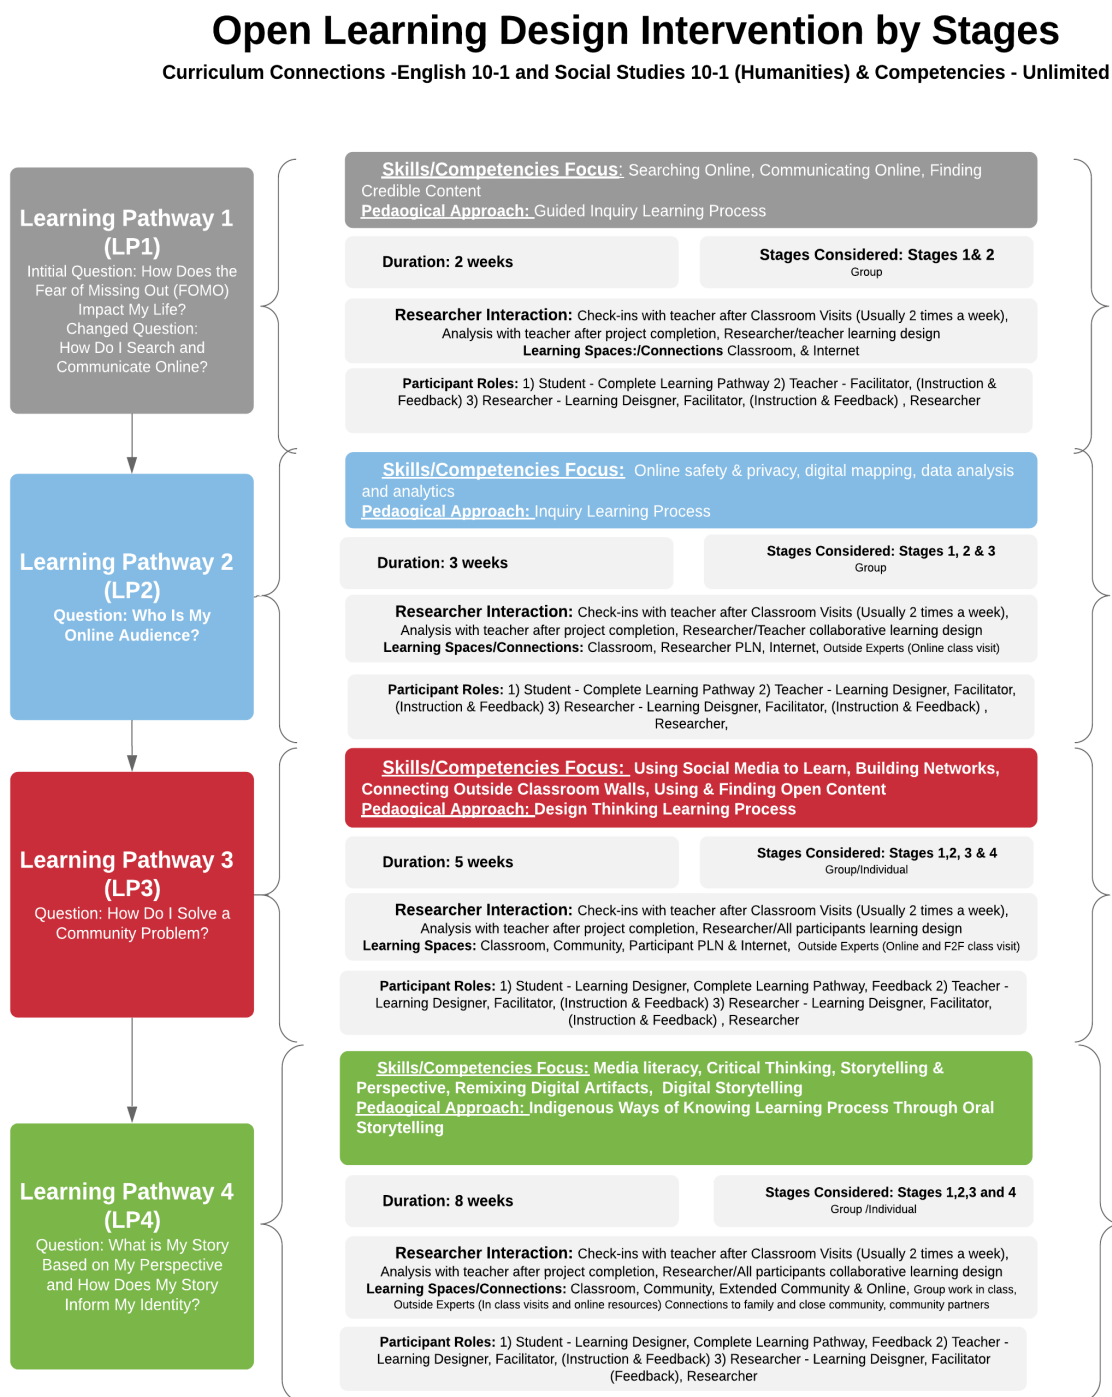 Open Learning Design Intervention by Stages
Curriculum Connections -English 10-1 and Social Studies 10-1 (Humanities) & Competencies - Unlimited
Learning Pathway 1
(LP1)
Intitial Question: How Does the
Fear of Missing Out (FOMO)
Impact My Life?
Changed Question:
How Do I Search and
Communicate Online?
Skills/Competencies Focus: Searching Online, Communicating Online, Finding
Credible Content
Pedaogical Approach: Guided Inquiry Learning Process
Duration: 2 weeks
Stages Considered: Stages 1& 2
Group
Researcher Interaction: Check-ins with teacher after Classroom Visits (Usually 2 times a week),
Analysis with teacher after project completion, Researcher/teacher learning design
Learning Spaces:/Connections Classroom, & Internet
Participant Roles: 1) Student - Complete Learning Pathway 2) Teacher - Facilitator, (Instruction &
Feedback) 3) Researcher - Learning Deisgner, Facilitator, (Instruction & Feedback) , Researcher
Learning Pathway 2
(LP2)
Question: Who Is My
Online Audience?
Skills/Competencies Focus: Online safety & privacy, digital mapping, data analysis
and analytics
Pedaogical Approach: Inquiry Learning Process
Duration: 3 weeks
Stages Considered: Stages 1, 2 & 3
Group
Researcher Interaction: Check-ins with teacher after Classroom Visits (Usually 2 times a week),
Analysis with teacher after project completion, Researcher/Teacher collaborative learning design
Learning Spaces/Connections: Classroom, Researcher PLN, Internet, Outside Experts (Online class visit)
Participant Roles: 1) Student - Complete Learning Pathway 2) Teacher - Learning Designer, Facilitator,
(Instruction & Feedback) 3) Researcher - Learning Deisgner, Facilitator, (Instruction & Feedback) ,
Researcher,
Learning Pathway 3
(LP3)
Question: How Do I Solve a
Community Problem?
Skills/Competencies Focus: Using Social Media to Learn, Building Networks,
Connecting Outside Classroom Walls, Using & Finding Open Content
Pedaogical Approach: Design Thinking Learning Process
Duration: 5 weeks
Stages Considered: Stages 1,2, 3 & 4
Group/Individual
Researcher Interaction: Check-ins with teacher after Classroom Visits (Usually 2 times a week),
Analysis with teacher after project completion, Researcher/All participants learning design
Learning Spaces: Classroom, Community, Participant PLN & Internet, Outside Experts (Online and F2F class visit)
Participant Roles: 1) Student - Learning Designer, Complete Learning Pathway, Feedback 2) Teacher -
Learning Designer, Facilitator, (Instruction & Feedback) 3) Researcher - Learning Deisgner, Facilitator,
(Instruction & Feedback) , Researcher
Learning Pathway 4
(LP4)
Question: What is My Story
Based on My Perspective
and How Does My Story
Inform My Identity?
Skills/Competencies Focus: Media literacy, Critical Thinking, Storytelling &
Perspective, Remixing Digital Artifacts, Digital Storytelling
Pedaogical Approach: Indigenous Ways of Knowing Learning Process Through Oral
Storytelling
Duration: 8 weeks
Stages Considered: Stages 1,2,3 and 4
Group /Individual
Researcher Interaction: Check-ins with teacher after Classroom Visits (Usually 2 times a week),
Analysis with teacher after project completion, Researcher/All participants collaborative learning design
Learning Spaces/Connections: Classroom, Community, Extended Community & Online, Group work in class,
Outside Experts (In class visits and online resources) Connections to family and close community, community partners
Participant Roles: 1) Student - Learning Designer, Complete Learning Pathway, Feedback 2) Teacher -
Learning Designer, Facilitator, (Instruction & Feedback) 3) Researcher - Learning Deisgner, Facilitator
(Feedback), Researcher